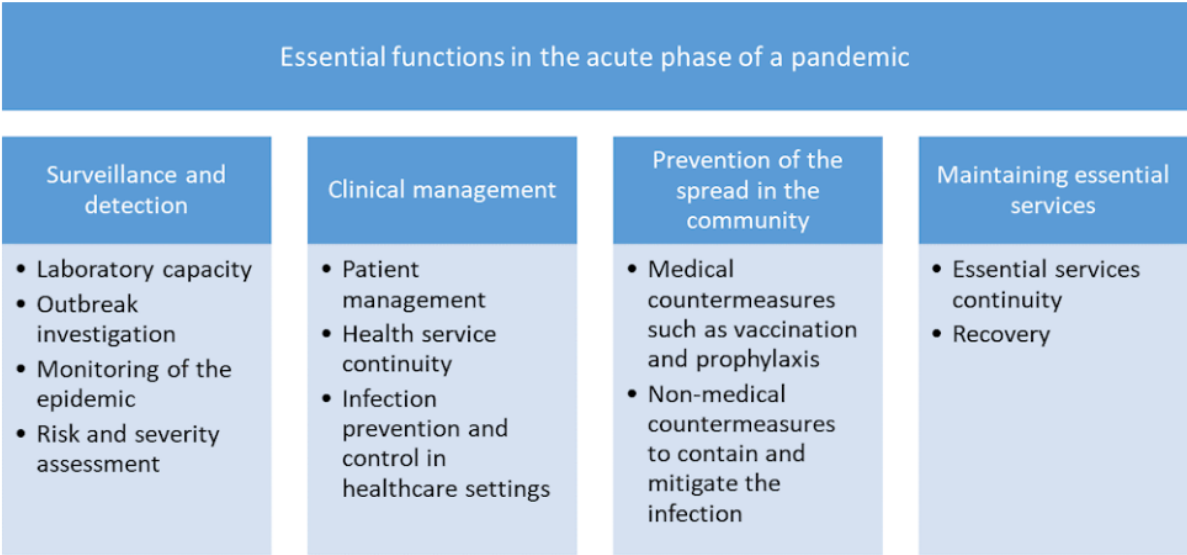 Essential functions in the acute phase of a pandemic
Surveillance and
detection
• Laboratory capacity
• Outbreak
investigation
• Monitoring of the
epidemic
• Risk and severity
assessment
Clinical management
• Patient
management
• Health service
continuity
• Infection
prevention and
control in
healthcare settings
Prevention of the
spread in the
community
• Medical
countermeasures
such as vaccination
and prophylaxis
• Non-medical
countermeasures
to contain and
mitigate the
infection
Maintaining essential
services
• Essential services
continuity
• Recovery